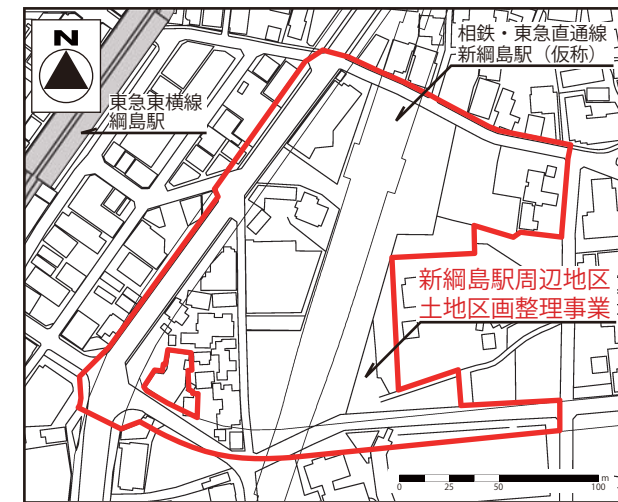 N
相鉄・東急直通線
新綱島駅（仮称）
東急東横線
綱島駅
新綱島駅周辺地区
土地区画整理事業
0 25 50 100 m